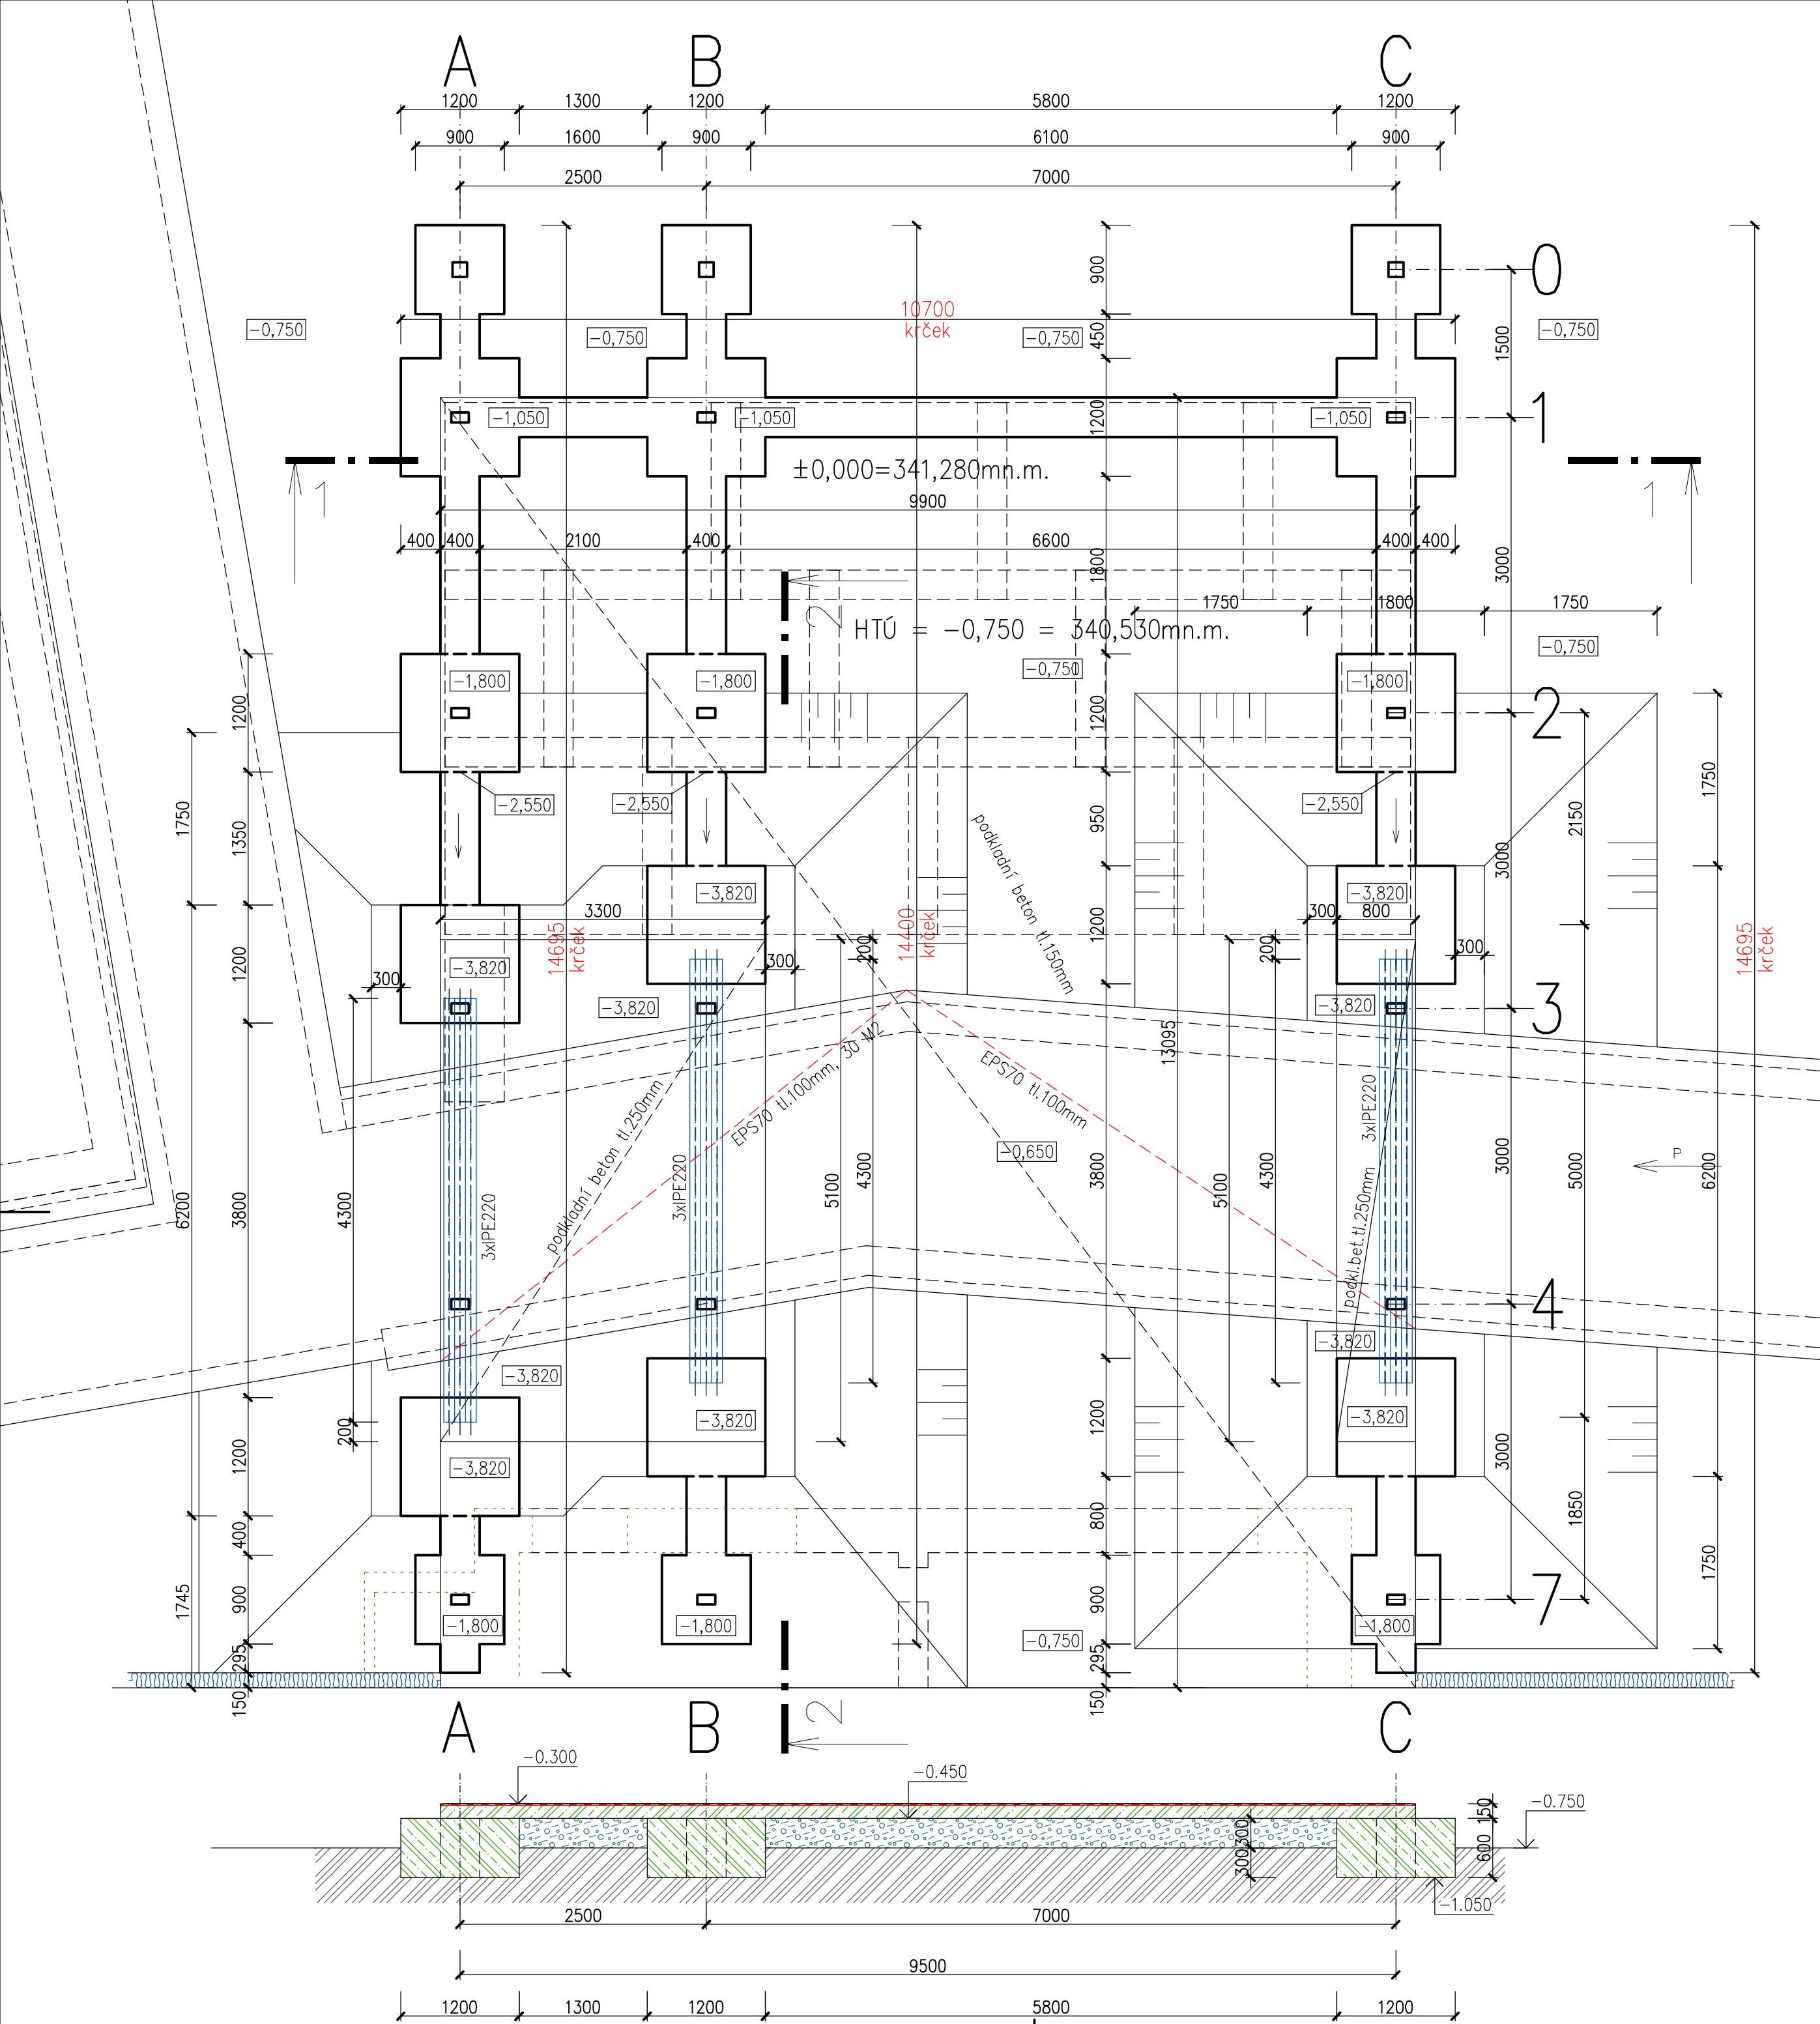 A B C
1200 1300 1200 5800 1200
900 1600 900 6100 900
2500 7000
0
900
10700
krček
-0,750 -0,750 -0,750 -0,750
450
1500
-1,050 -1,050 -1,050
1200
1
±0,000=341,280mn.m.
1 1
9900
400 400 2100 400 6600 400 400
1800
3000
1750 1800 1750
2
HTÚ = -0,750 = 340,530mn.m.
-0,750 -0,750
-1,800 -1,800 -1,800
1200 1200
2
1750 1350 950 2150 1750
-2,550 -2,550 -2,550
podkladní beton tl.150mm
3000
-3,820 -3,820
3300 300 800
14695
krček
14400
krček
14695
krček
1200 200 1200 200
-3,820 300 300 300
-3,820 -3,820
3
13095
EPS70 tl.100mm, 30 M2
EPS70 tl.100mm
3xIPE220
podkladní beton tl.250mm
-0,650
P
6200 3800 4300 3xIPE220 3xIPE220 5100 4300 3800 5100 4300 3000 5000 6200
podkl.bet.tl.250mm
4
-3,820 -3,820
-3,820 -3,820
200 1200 1200
3000
-3,820
400 800 1850
1745 900 900 1750
7
-1,800 -1,800 -1,800
-0,750
295 295
150 150
A B 2 C
-0.300
-0.450
-0.750
150
300 300 600
-1.050
2500 7000
9500
1200 1300 1200 5800 1200